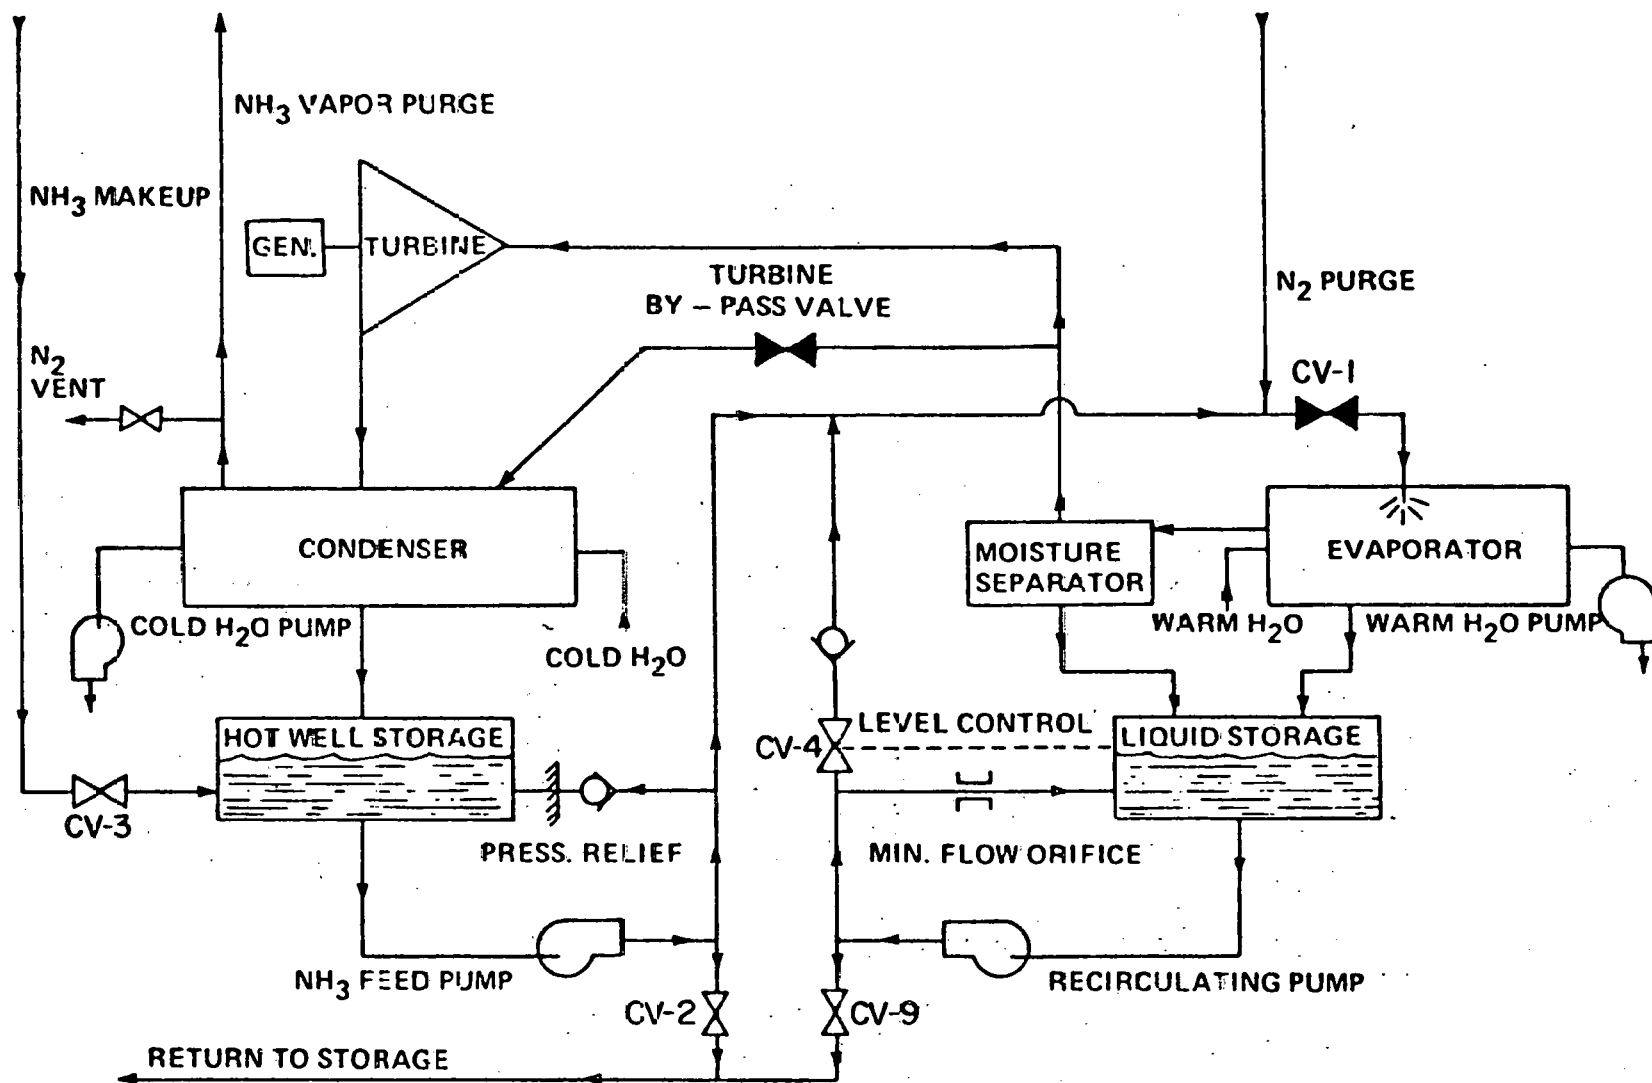 NH3 VAPOR PURGE
NH3 MAKEUP
GEN.
TURBINE
TURBINE
BY – PASS VALVE
N2 PURGE
N2
VENT
CV-1
CONDENSER
MOISTURE
SEPARATOR
EVAPORATOR
COLD H2O PUMP
COLD H2O
WARM H2O
WARM H2O PUMP
HOT WELL STORAGE
CV-4
LEVEL CONTROL
LIQUID STORAGE
CV-3
PRESS. RELIEF
MIN. FLOW ORIFICE
NH3 FEED PUMP
RECIRCULATING PUMP
CV-2
CV-9
RETURN TO STORAGE